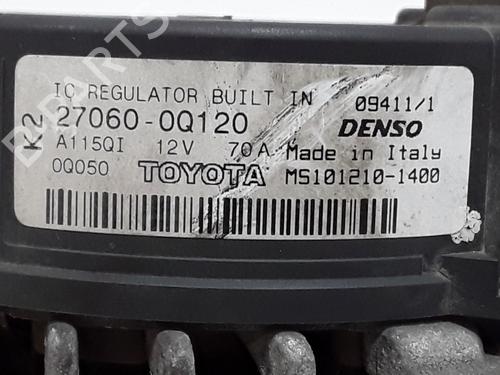 IC REGULATOR BUILT IN 09411/1
K2 27060-0Q120 DENSO
A115QI 12V 70A Made in Italy
0Q050 TOYOTA MS101210-1400